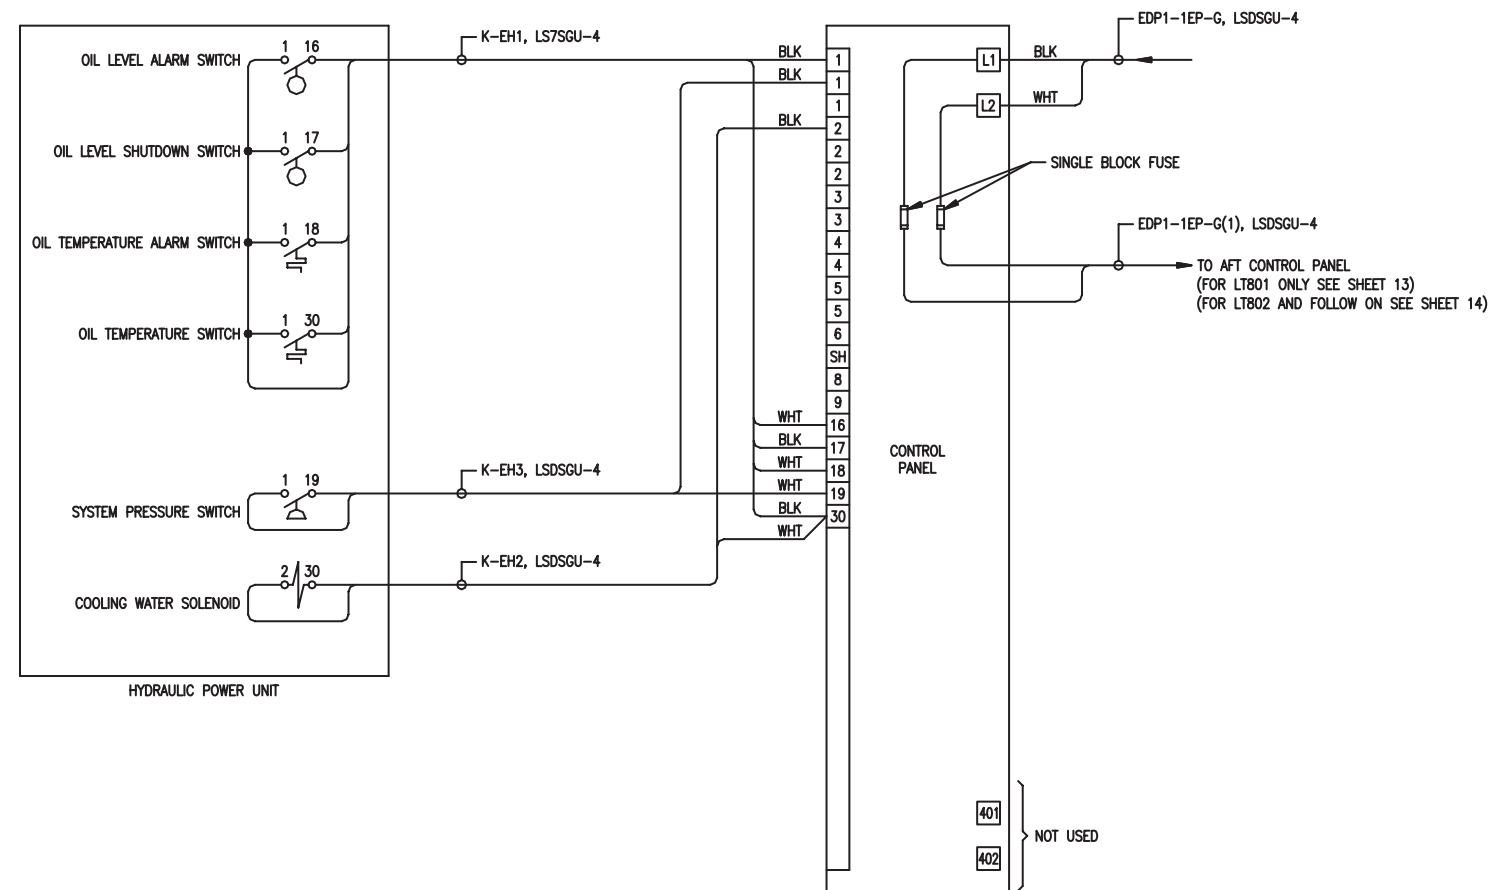 EDP1-1EP-G, LSDSGU-4
K-EH1, LS7SGU-4
OIL LEVEL ALARM SWITCH
1 16
BLK
1
L1
BLK
BLK
1
1
L2
WHT
BLK
2
OIL LEVEL SHUTDOWN SWITCH
1 17
2
2
SINGLE BLOCK FUSE
3
3
EDP1-1EP-G(1), LSDSGU-4
OIL TEMPERATURE ALARM SWITCH
1 18
4
4
TO AFT CONTROL PANEL
(FOR LT801 ONLY SEE SHEET 13)
(FOR LT802 AND FOLLOW ON SEE SHEET 14)
5
5
OIL TEMPERATURE SWITCH
1 30
6
SH
8
9
WHT
16
BLK
17
CONTROL
PANEL
WHT
18
K-EH3, LSDSGU-4
SYSTEM PRESSURE SWITCH
1 19
WHT
19
BLK
30
WHT
K-EH2, LSDSGU-4
COOLING WATER SOLENOID
2 30
HYDRAULIC POWER UNIT
401
NOT USED
402